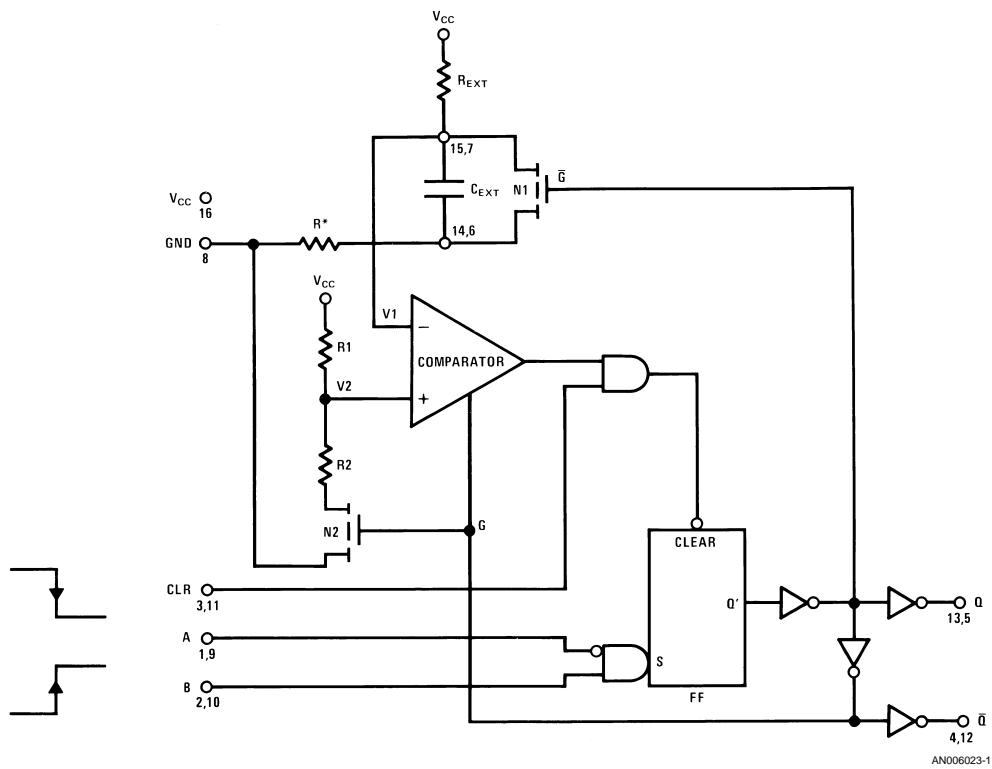 VCC
REXT
15,7
CEXT
N1
G̅
VCC
16
R*
14,6
GND
8
VCC
V1
−
R1
COMPARATOR
V2
+
R2
N2
G
CLEAR
CLR
3,11
Q'
Q
13,5
A
1,9
S
B
2,10
FF
Q̅
4,12
AN006023-1